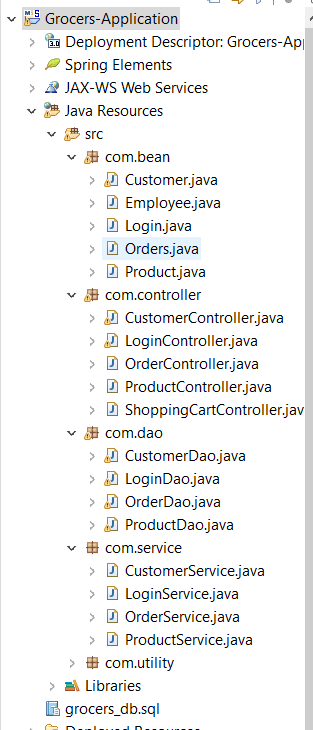 Grocers-Application
Deployment Descriptor: Grocers-App
Spring Elements
JAX-WS Web Services
Java Resources
src
com.bean
Customer.java
Employee.java
Login.java
Orders.java
Product.java
com.controller
CustomerController.java
LoginController.java
OrderController.java
ProductController.java
ShoppingCartController.jav
com.dao
CustomerDao.java
LoginDao.java
OrderDao.java
ProductDao.java
com.service
CustomerService.java
LoginService.java
OrderService.java
ProductService.java
com.utility
Libraries
grocers_db.sql
Deployed Resources